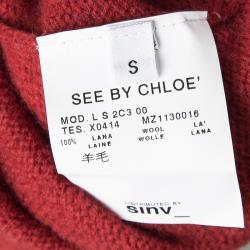 S
SEE BY CHLOE'
MOD. L S 2C3 00
TES. X0414 MZ1130016
100% LANA WOOL LA'
LAINE WOLLE LANA
羊毛
DISTRIBUTED BY
sinv_